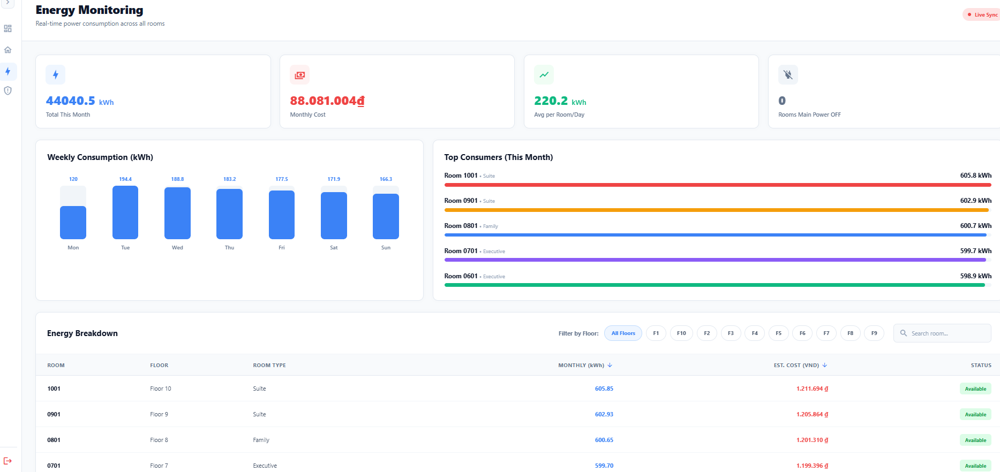 Energy Monitoring
Real-time power consumption across all rooms
Live Sync
44040.5 kWh
Total This Month
88.081.004₫
Monthly Cost
220.2 kWh
Avg per Room/Day
0
Rooms Main Power OFF
Weekly Consumption (kWh)
120 194.4 188.8 183.2 177.5 171.9 166.3
Mon Tue Wed Thu Fri Sat Sun
Top Consumers (This Month)
Room 1001 • Suite 605.8 kWh
Room 0901 • Suite 602.9 kWh
Room 0801 • Family 600.7 kWh
Room 0701 • Executive 599.7 kWh
Room 0601 • Executive 598.9 kWh
Energy Breakdown
Filter by Floor: All Floors F1 F10 F2 F3 F4 F5 F6 F7 F8 F9 Search room...
ROOM FLOOR ROOM TYPE MONTHLY (kWh) ↓ EST. COST (VND) ↓ STATUS
1001 Floor 10 Suite 605.85 1.211.694 ₫ Available
0901 Floor 9 Suite 602.93 1.205.864 ₫ Available
0801 Floor 8 Family 600.65 1.201.310 ₫ Available
0701 Floor 7 Executive 599.70 1.199.396 ₫ Available